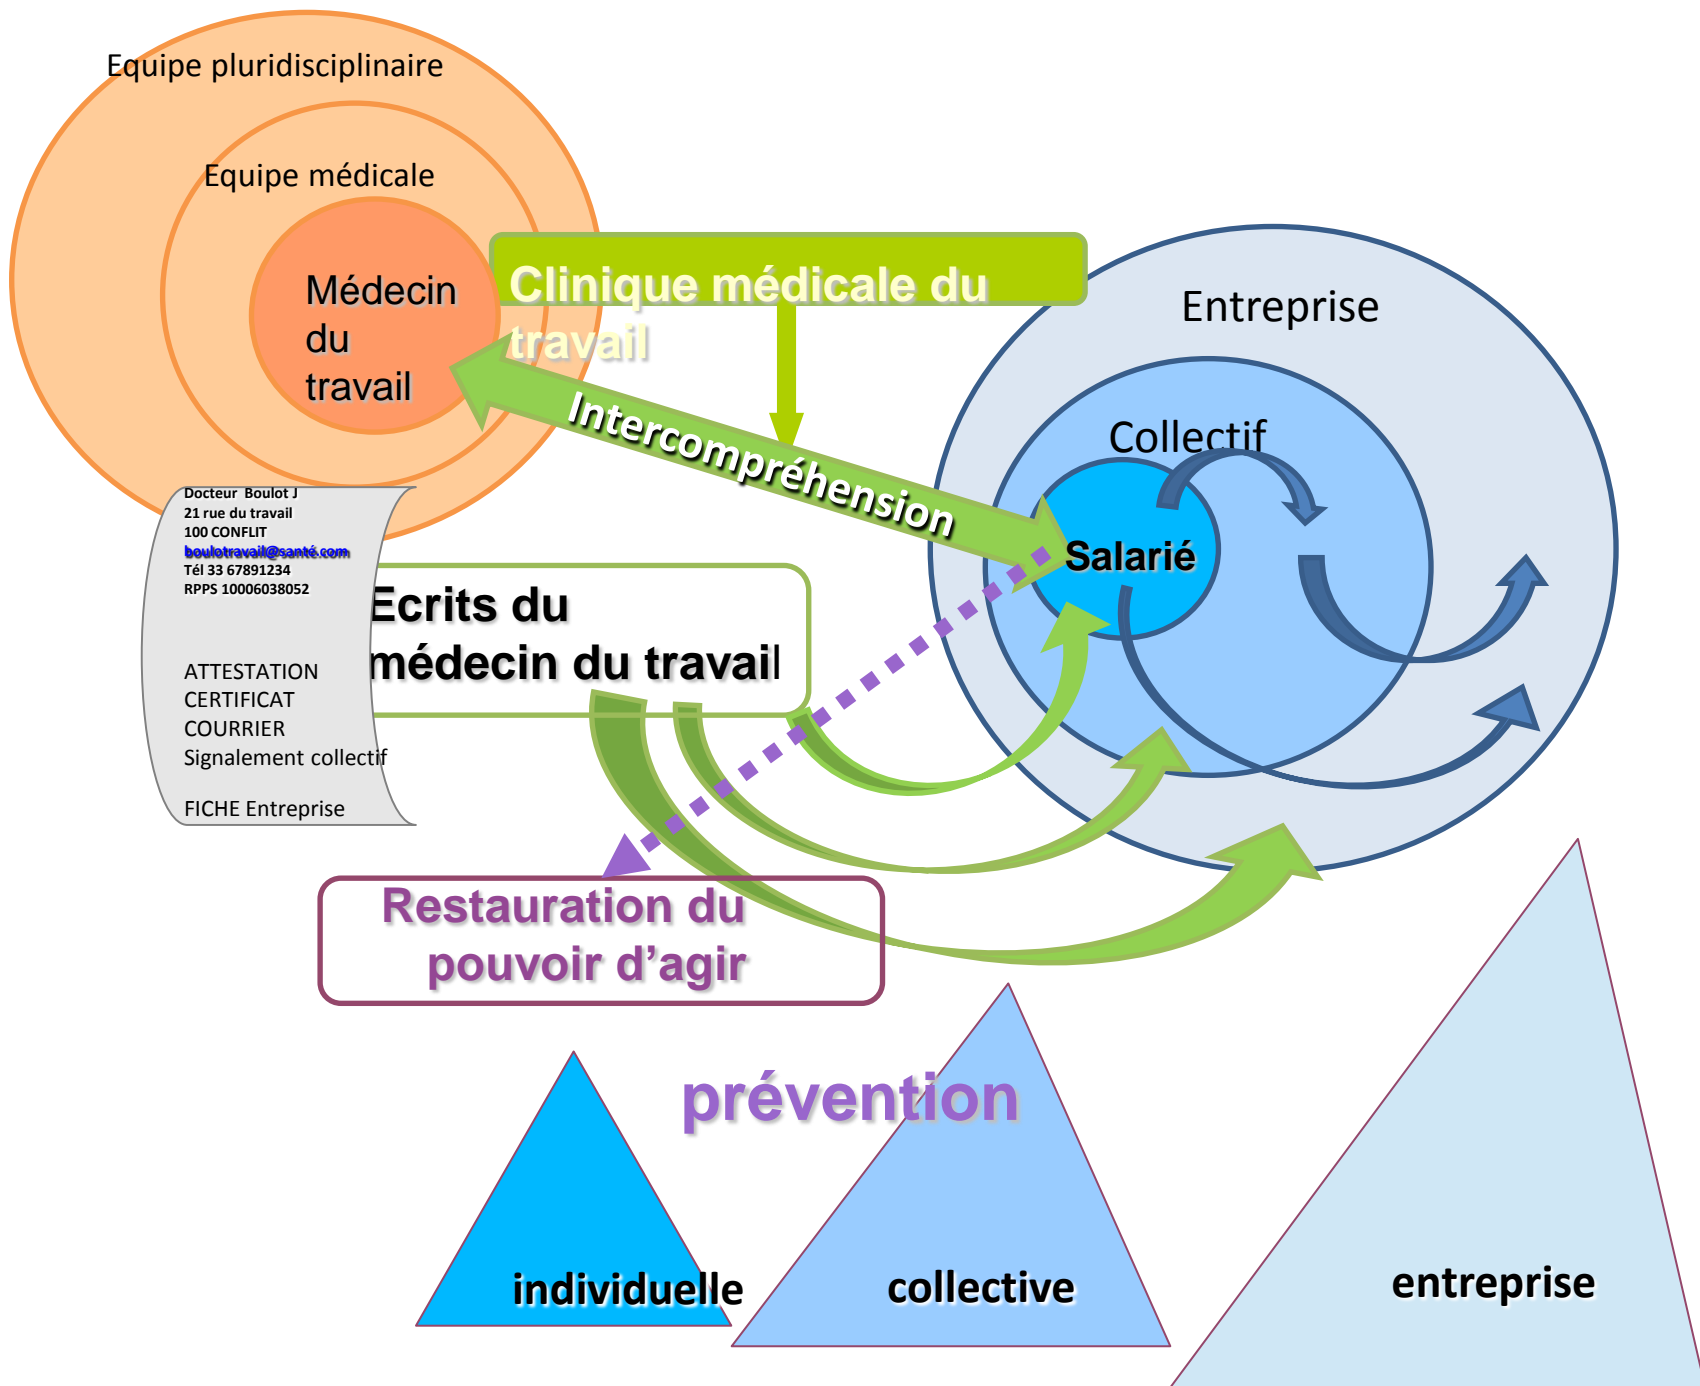 Equipe pluridisciplinaire
Equipe médicale
Médecin
du
travail
Clinique médicale du
travail
Intercompréhension
Entreprise
Collectif
Salarié
Docteur Boulot J
21 rue du travail
100 CONFLIT
boulotravail@santé.com
Tél 33 67891234
RPPS 10006038052
ATTESTATION
CERTIFICAT
COURRIER
Signalement collectif
FICHE Entreprise
Ecrits du
médecin du travail
Restauration du
pouvoir d’agir
prévention
individuelle
collective
entreprise